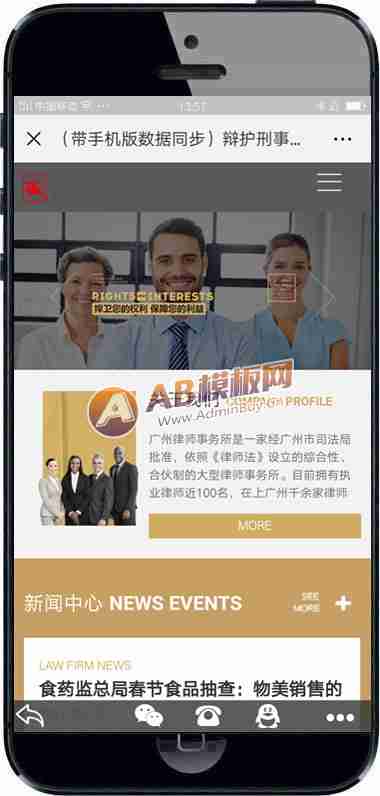 中国移动
13:57
（带手机版数据同步）辩护刑事...
RIGHTS INTERESTS
捍卫您的权利 保障您的利益
AB模板网
COMPANY PROFILE
www.AdminBuy.Cn
广州律师事务所是一家经广州市司法局
批准，依照《律师法》设立的综合性、
合伙制的大型律师事务所。目前拥有执
业律师近100名，在上广州千余家律师
MORE
新闻中心 NEWS EVENTS
SEE
MORE
LAW FIRM NEWS
食药监总局春节食品抽查：物美销售的